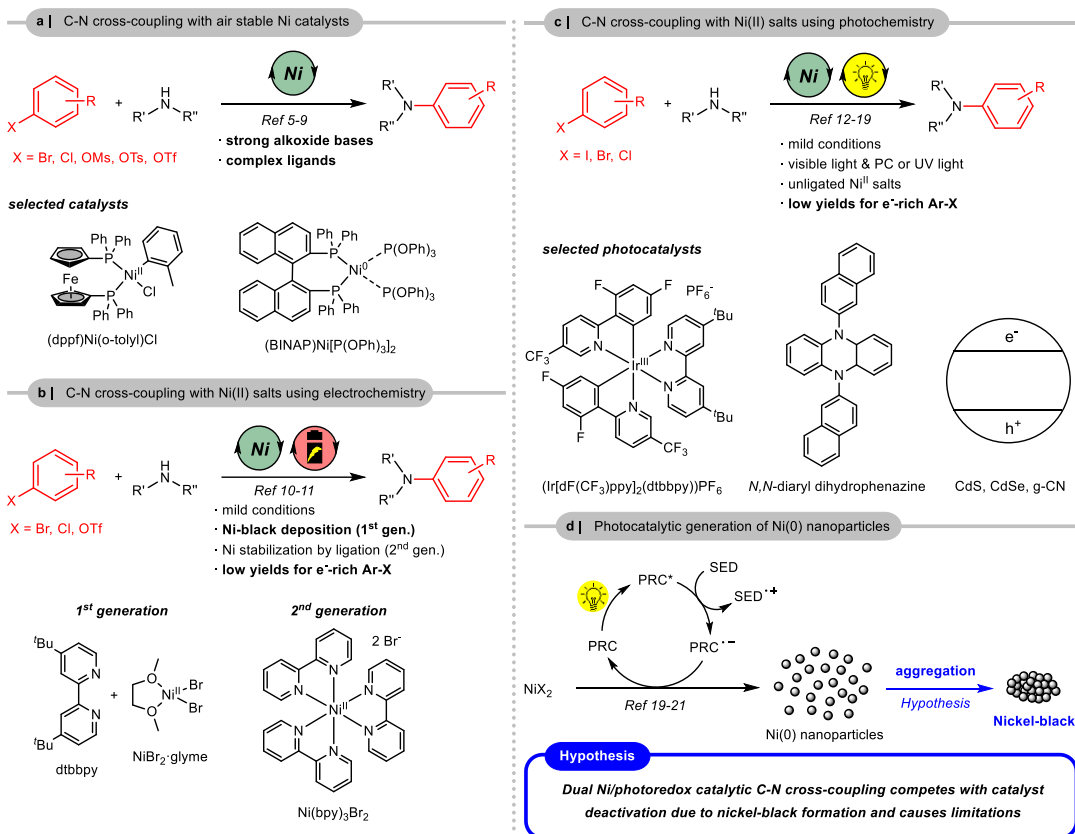 a | C-N cross-coupling with air stable Ni catalysts
X
R
+
H
N
R' R"
Ni
Ref 5-9
· strong alkoxide bases
· complex ligands
R'
N
R"
R
X = Br, Cl, OMs, OTs, OTf
selected catalysts
Ph Ph
P
Ni^II
Cl
Fe
P
Ph Ph
(dppf)Ni(o-tolyl)Cl
Ph Ph
P
Ni^0
P(OPh)3
P(OPh)3
P
Ph Ph
(BINAP)Ni[P(OPh)3]2
b | C-N cross-coupling with Ni(II) salts using electrochemistry
X
R
+
H
N
R' R"
Ni
Ref 10-11
· mild conditions
· Ni-black deposition (1st gen.)
· Ni stabilization by ligation (2nd gen.)
· low yields for e⁻-rich Ar-X
R'
N
R"
R
X = Br, Cl, OTf
1st generation
tBu
N
N
tBu
dtbbpy
+
O
O
Ni^II
Br
Br
NiBr2·glyme
2nd generation
2 Br⁻
N
N
N
Ni^II
N
N
N
Ni(bpy)3Br2
c | C-N cross-coupling with Ni(II) salts using photochemistry
X
R
+
H
N
R' R"
Ni
Ref 12-19
· mild conditions
· visible light & PC or UV light
· unligated Ni^II salts
· low yields for e⁻-rich Ar-X
R'
N
R"
R
X = I, Br, Cl
selected photocatalysts
F
F
PF6⁻
tBu
CF3
N
N
Ir^III
F
N
N
tBu
F
CF3
(Ir[dF(CF3)ppy]2(dtbbpy))PF6
N
N
N,N-diaryl dihydrophenazine
e⁻
h⁺
CdS, CdSe, g-CN
d | Photocatalytic generation of Ni(0) nanoparticles
PRC*
SED
SED·+
PRC
PRC·−
NiX2
Ref 19-21
Ni(0) nanoparticles
aggregation
Hypothesis
Nickel-black
Hypothesis
Dual Ni/photoredox catalytic C-N cross-coupling competes with catalyst
deactivation due to nickel-black formation and causes limitations